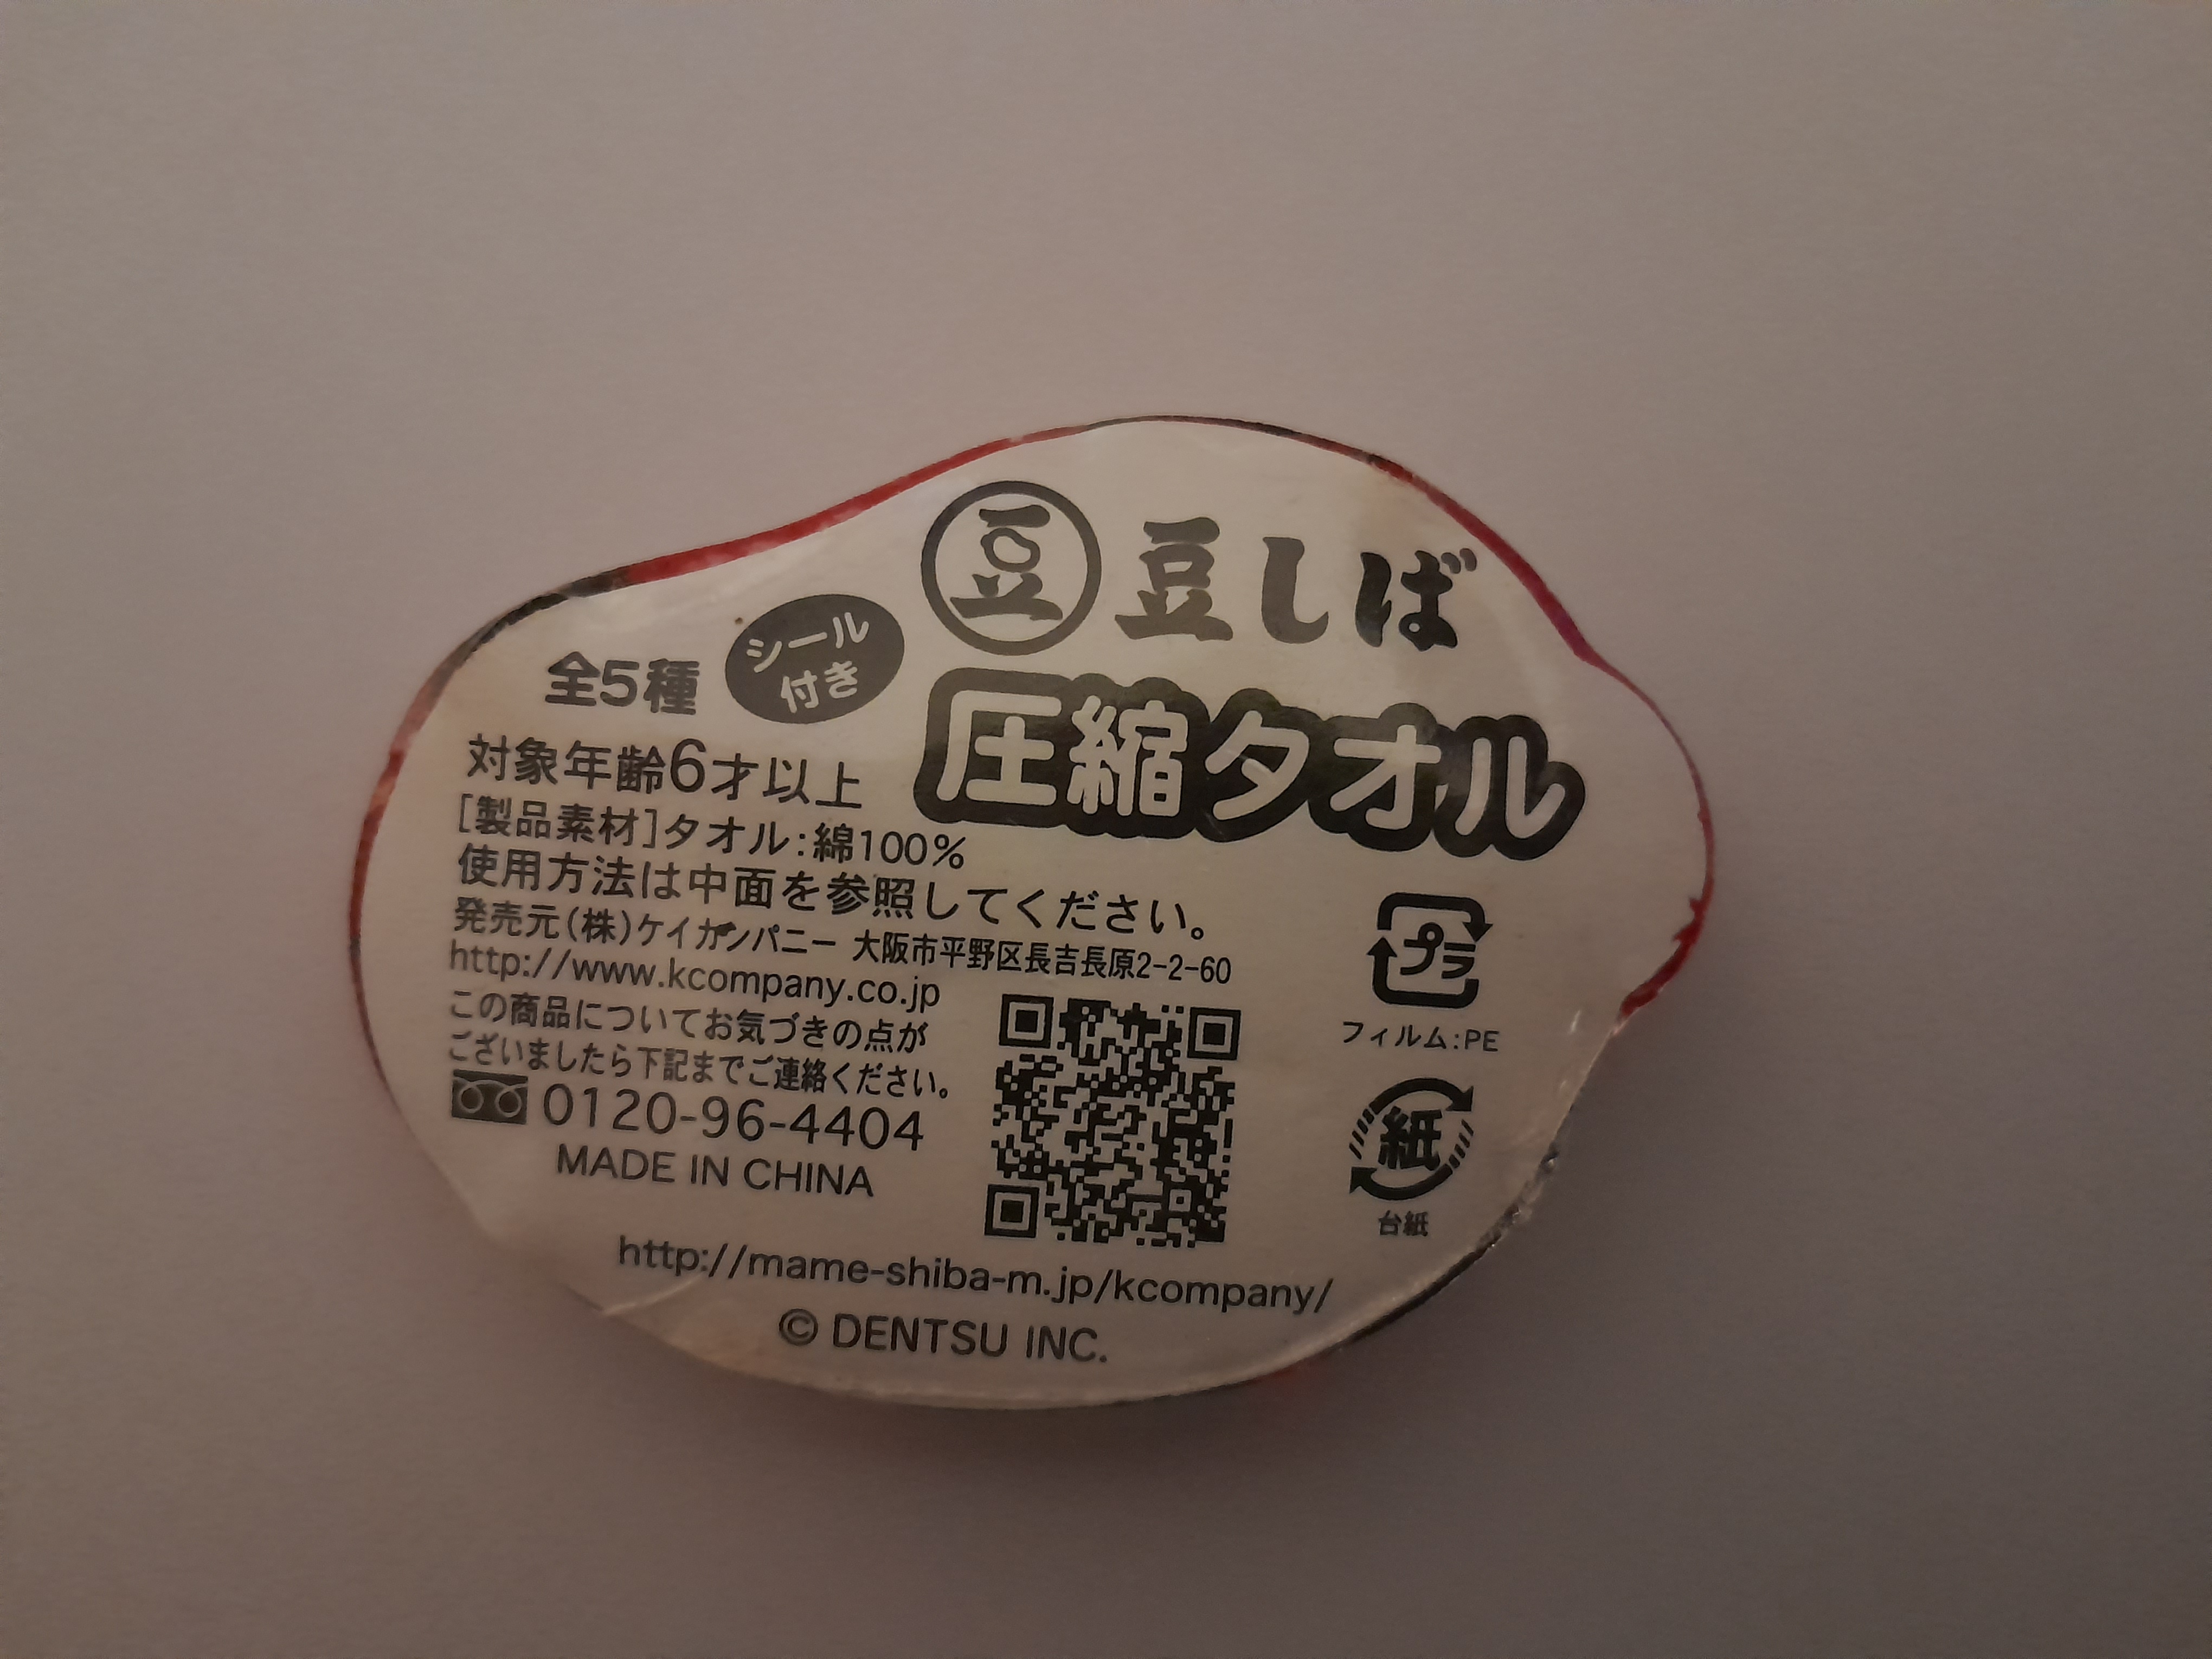 豆 豆しば
全5種 シール付き
圧縮タオル
対象年齢6才以上
[製品素材]タオル:綿100%
使用方法は中面を参照してください。
発売元(株)ケイカンパニー 大阪市平野区長吉長原2-2-60
http://www.kcompany.co.jp
この商品についてお気づきの点が
ございましたら下記までご連絡ください。
0120-96-4404
MADE IN CHINA
プラ
フィルム:PE
紙
台紙
http://mame-shiba-m.jp/kcompany/
© DENTSU INC.